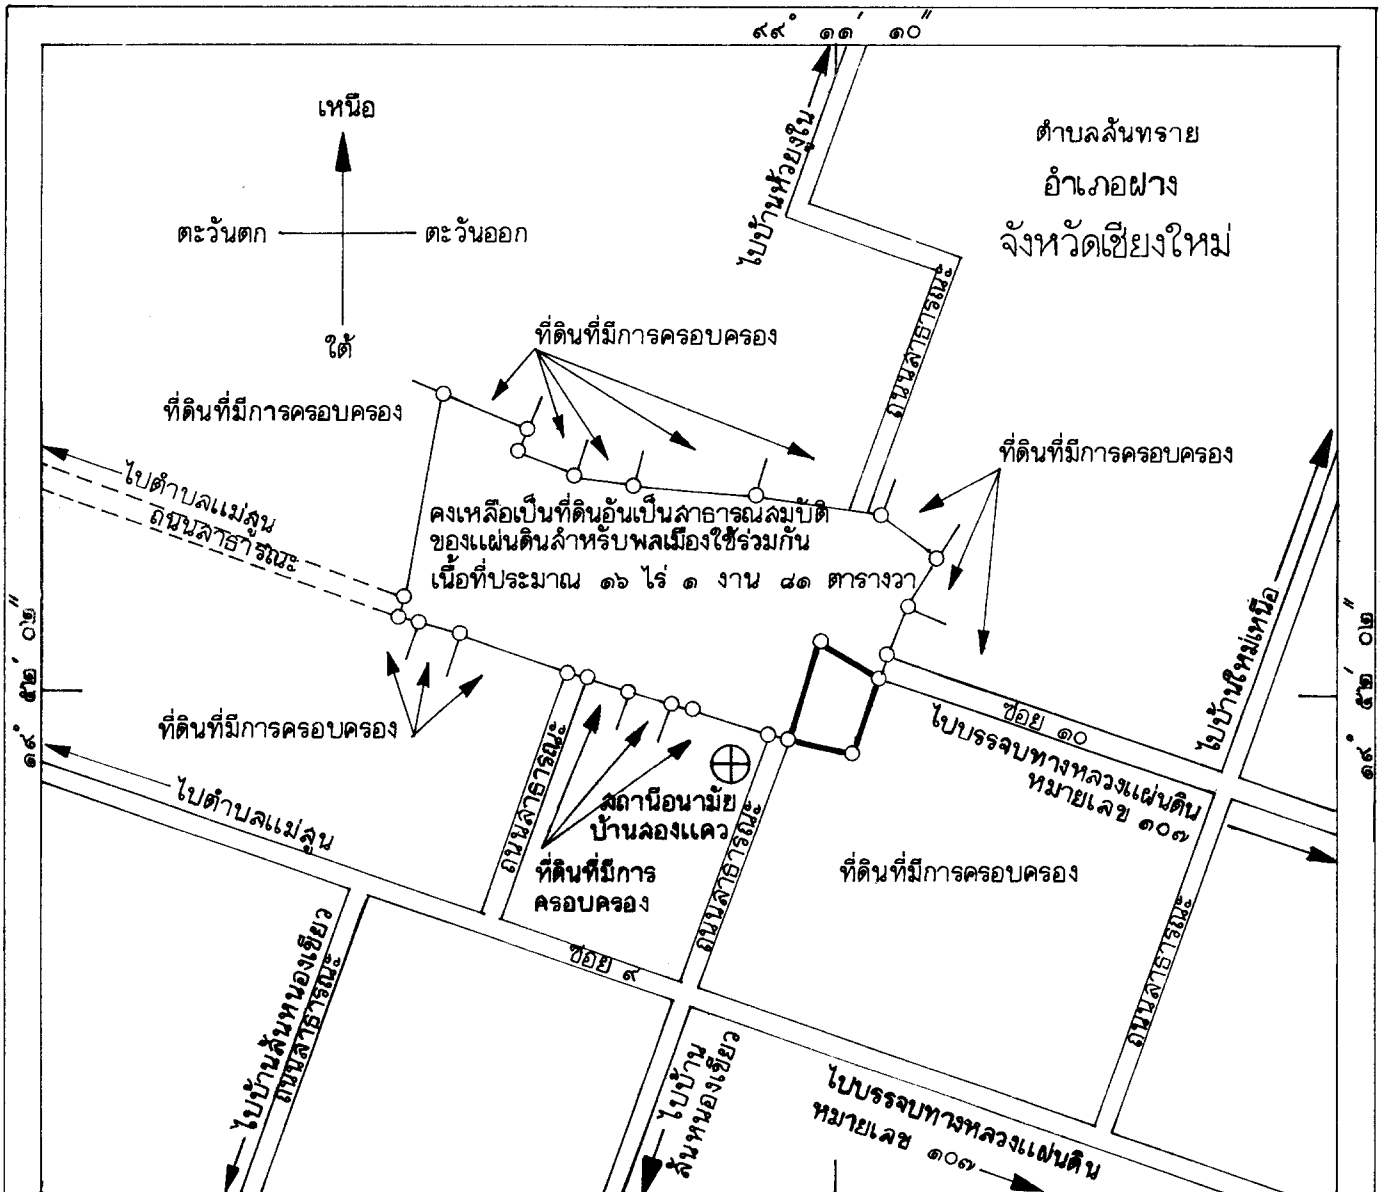 ๙๙° ๑๑' ๑๐"
เหนือ
ตะวันตก
ตะวันออก
ใต้
ตำบลสันทราย
อำเภอฝาง
จังหวัดเชียงใหม่
ไปบ้านห้วยงูใน
ถนนสาธารณะ
ที่ดินที่มีการครอบครอง
ที่ดินที่มีการครอบครอง
ที่ดินที่มีการครอบครอง
ไปตำบลแม่สูน
ถนนสาธารณะ
คงเหลือเป็นที่ดินอันเป็นสาธารณสมบัติ
ของแผ่นดินสำหรับพลเมืองใช้ร่วมกัน
เนื้อที่ประมาณ ๑๖ ไร่ ๑ งาน ๘๑ ตารางวา
๑๙° ๕๒' ๐๒"
๑๙° ๕๒' ๐๒"
ไปบ้านใหม่เหนือ
ที่ดินที่มีการครอบครอง
ซอย ๑๐
ไปบรรจบทางหลวงแผ่นดิน
หมายเลข ๑๐๗
ไปตำบลแม่สูน
ถนนสาธารณะ
สถานีอนามัย
บ้านลองแคว
ที่ดินที่มีการ
ครอบครอง
ถนนสาธารณะ
ที่ดินที่มีการครอบครอง
ถนนสาธารณะ
ซอย ๙
ไปบ้านสันหนองเขียว
ถนนสาธารณะ
ไปบ้าน
สันหนองเขียว
ไปบรรจบทางหลวงแผ่นดิน
หมายเลข ๑๐๗